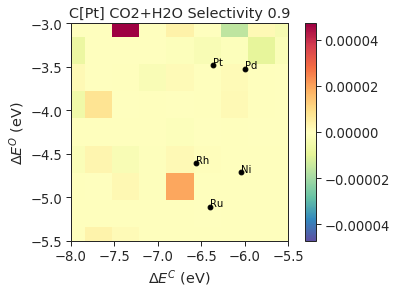 C[Pt] CO2+H2O Selectivity 0.9
−3.0
−3.5
−4.0
−4.5
−5.0
−5.5
ΔE^O (eV)
Pt
Pd
Rh
Ni
Ru
−8.0 −7.5 −7.0 −6.5 −6.0 −5.5
ΔE^C (eV)
0.00004
0.00002
0.00000
−0.00002
−0.00004